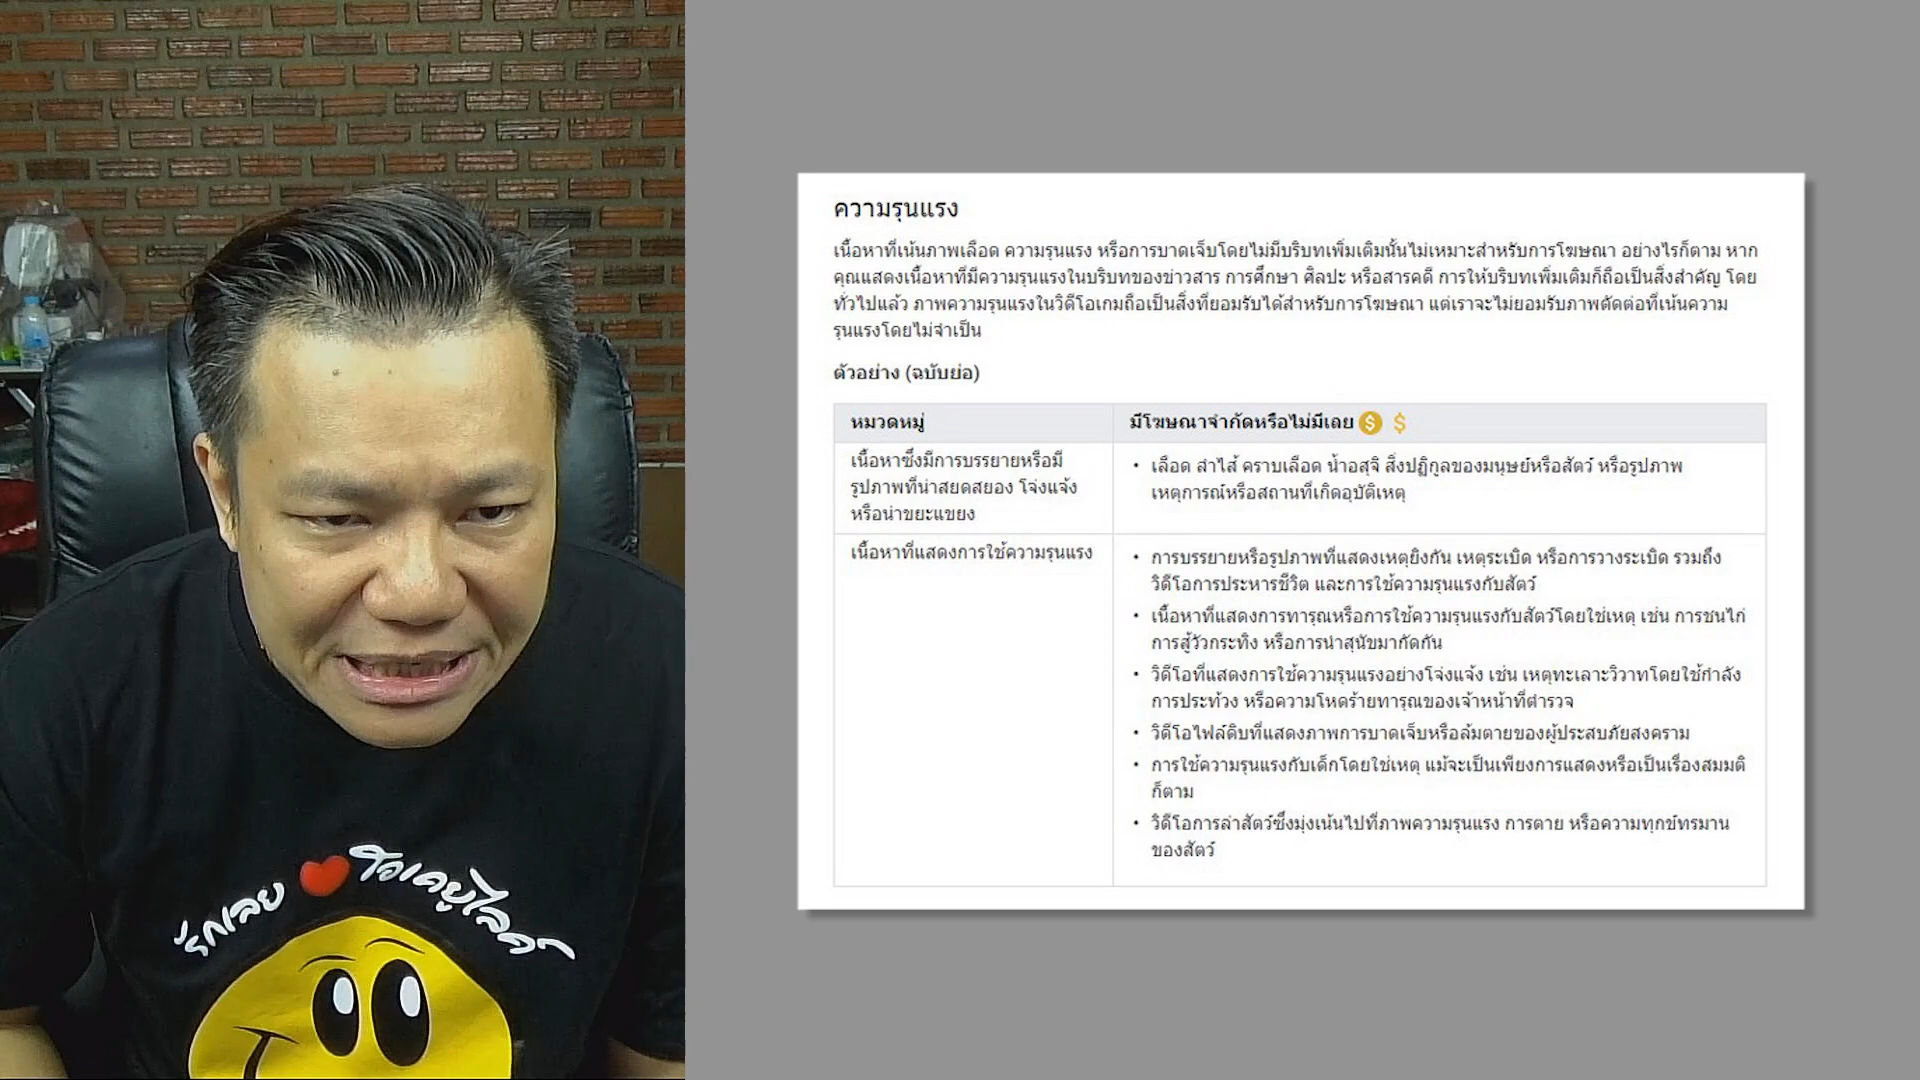 รักเลย ❤ โอเคยูไลค์
ความรุนแรง
เนื้อหาที่เน้นภาพเลือด ความรุนแรง หรือการบาดเจ็บโดยไม่มีบริบทเพิ่มเติมนั้นไม่เหมาะสำหรับการโฆษณา อย่างไรก็ตาม หาก
คุณแสดงเนื้อหาที่มีความรุนแรงในบริบทของข่าวสาร การศึกษา ศิลปะ หรือสารคดี การให้บริบทเพิ่มเติมก็ถือเป็นสิ่งสำคัญ โดย
ทั่วไปแล้ว ภาพความรุนแรงในวิดีโอเกมถือเป็นสิ่งที่ยอมรับได้สำหรับการโฆษณา แต่เราจะไม่ยอมรับภาพตัดต่อที่เน้นความ
รุนแรงโดยไม่จำเป็น
ตัวอย่าง (ฉบับย่อ)
หมวดหมู่
มีโฆษณาจำกัดหรือไม่มีเลย $ $
เนื้อหาซึ่งมีการบรรยายหรือมี
รูปภาพที่น่าสยดสยอง โจ่งแจ้ง
หรือน่าขยะแขยง
• เลือด ลำไส้ คราบเลือด น้ำอสุจิ สิ่งปฏิกูลของมนุษย์หรือสัตว์ หรือรูปภาพ
เหตุการณ์หรือสถานที่เกิดอุบัติเหตุ
เนื้อหาที่แสดงการใช้ความรุนแรง
• การบรรยายหรือรูปภาพที่แสดงเหตุยิงกัน เหตุระเบิด หรือการวางระเบิด รวมถึง
วิดีโอการประหารชีวิต และการใช้ความรุนแรงกับสัตว์
• เนื้อหาที่แสดงการทารุณหรือการใช้ความรุนแรงกับสัตว์โดยใช่เหตุ เช่น การชนไก่
การสู้วัวกระทิง หรือการนำสุนัขมากัดกัน
• วิดีโอที่แสดงการใช้ความรุนแรงอย่างโจ่งแจ้ง เช่น เหตุทะเลาะวิวาทโดยใช้กำลัง
การประท้วง หรือความโหดร้ายทารุณของเจ้าหน้าที่ตำรวจ
• วิดีโอไฟล์ดิบที่แสดงภาพการบาดเจ็บหรือล้มตายของผู้ประสบภัยสงคราม
• การใช้ความรุนแรงกับเด็กโดยใช่เหตุ แม้จะเป็นเพียงการแสดงหรือเป็นเรื่องสมมติ
ก็ตาม
• วิดีโอการล่าสัตว์ซึ่งมุ่งเน้นไปที่ภาพความรุนแรง การตาย หรือความทุกข์ทรมาน
ของสัตว์